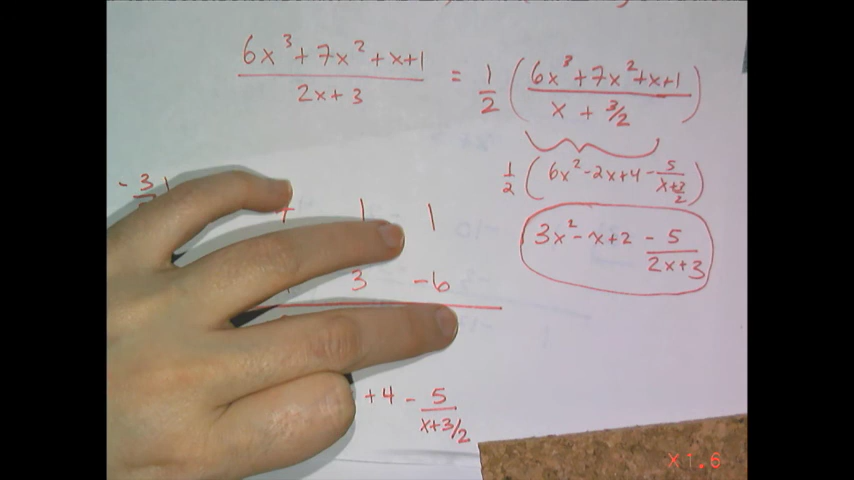 6x³+7x²+x+1 / 2x+3 = 1/2 (6x³+7x²+x+1 / x + 3/2)
1/2 (6x²-2x+4 - 5/(x+3/2))
3x²-x+2 - 5/(2x+3)
1 1
3 -6
+4 - 5/(x+3/2)
x1.6